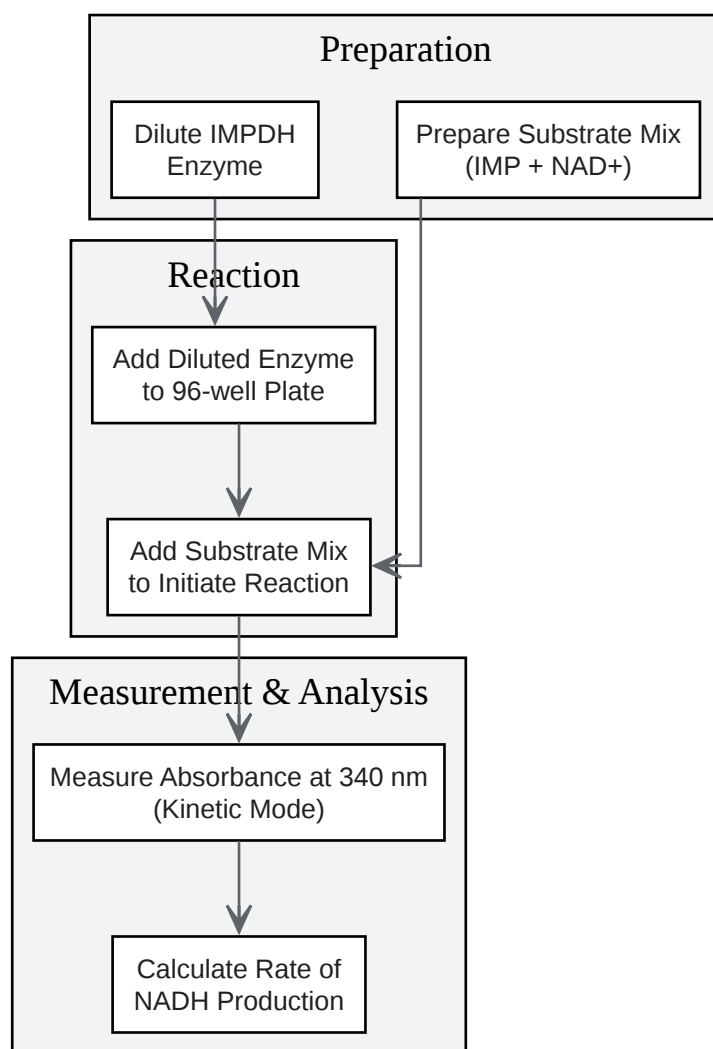 Preparation
Dilute IMPDH
Enzyme
Prepare Substrate Mix
(IMP + NAD+)
Reaction
Add Diluted Enzyme
to 96-well Plate
Add Substrate Mix
to Initiate Reaction
Measurement & Analysis
Measure Absorbance at 340 nm
(Kinetic Mode)
Calculate Rate of
NADH Production